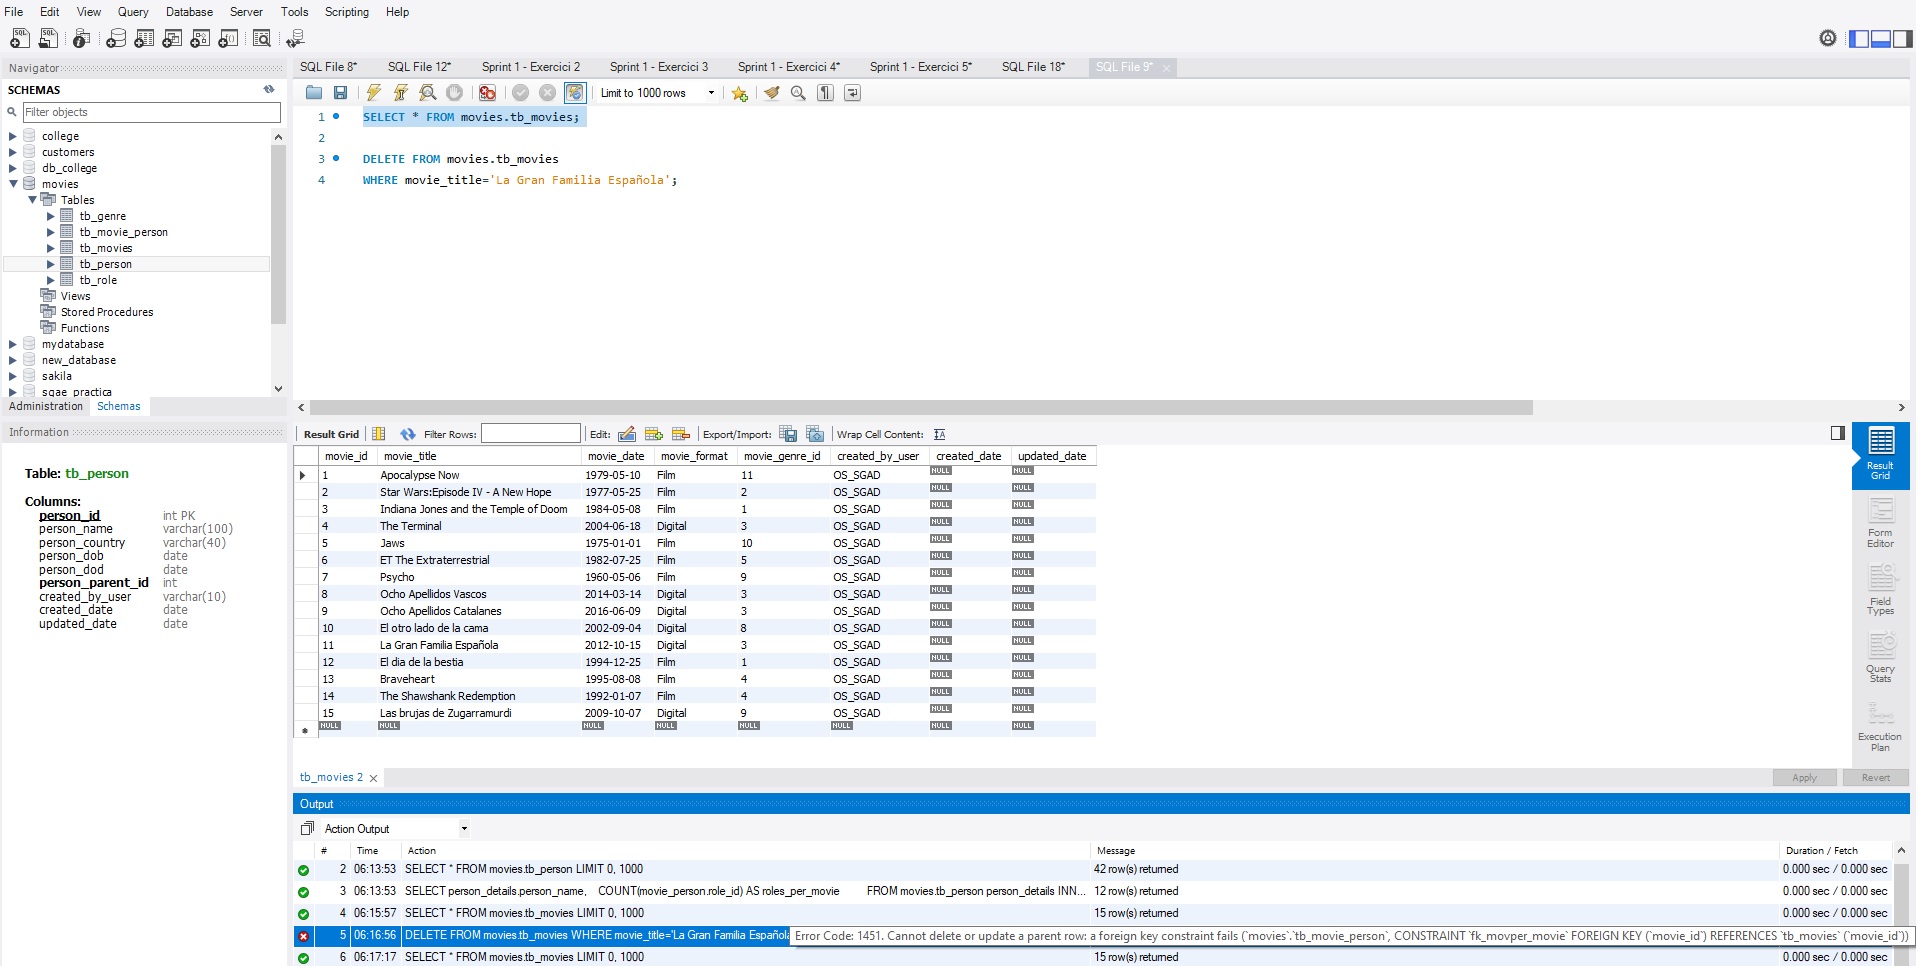 File Edit View Query Database Server Tools Scripting Help
Navigator
SCHEMAS
Filter objects
college
customers
db_college
movies
Tables
tb_genre
tb_movie_person
tb_movies
tb_person
tb_role
Views
Stored Procedures
Functions
mydatabase
new_database
sakila
sgae_practica
Administration Schemas
Information
Table: tb_person
Columns:
person_id int PK
person_name varchar(100)
person_country varchar(40)
person_dob date
person_dod date
person_parent_id int
created_by_user varchar(10)
created_date date
updated_date date
SQL File 8* SQL File 12* Sprint 1 - Exercici 2 Sprint 1 - Exercici 3 Sprint 1 - Exercici 4* Sprint 1 - Exercici 5* SQL File 18* SQL File 9*
Limit to 1000 rows
1 SELECT * FROM movies.tb_movies;
2
3 DELETE FROM movies.tb_movies
4 WHERE movie_title='La Gran Familia Española';
Result Grid Filter Rows: Edit: Export/Import: Wrap Cell Content:
movie_id movie_title movie_date movie_format movie_genre_id created_by_user created_date updated_date
1 Apocalypse Now 1979-05-10 Film 11 OS_SGAD NULL NULL
2 Star Wars:Episode IV - A New Hope 1977-05-25 Film 2 OS_SGAD NULL NULL
3 Indiana Jones and the Temple of Doom 1984-05-08 Film 1 OS_SGAD NULL NULL
4 The Terminal 2004-06-18 Digital 3 OS_SGAD NULL NULL
5 Jaws 1975-01-01 Film 10 OS_SGAD NULL NULL
6 ET The Extraterrestrial 1982-07-25 Film 5 OS_SGAD NULL NULL
7 Psycho 1960-05-06 Film 9 OS_SGAD NULL NULL
8 Ocho Apellidos Vascos 2014-03-14 Digital 3 OS_SGAD NULL NULL
9 Ocho Apellidos Catalanes 2016-06-09 Digital 3 OS_SGAD NULL NULL
10 El otro lado de la cama 2002-09-04 Digital 8 OS_SGAD NULL NULL
11 La Gran Familia Española 2012-10-15 Digital 3 OS_SGAD NULL NULL
12 El dia de la bestia 1994-12-25 Film 1 OS_SGAD NULL NULL
13 Braveheart 1995-08-08 Film 4 OS_SGAD NULL NULL
14 The Shawshank Redemption 1992-01-07 Film 4 OS_SGAD NULL NULL
15 Las brujas de Zugarramurdi 2009-10-07 Digital 9 OS_SGAD NULL NULL
NULL NULL NULL NULL NULL NULL NULL NULL
Result Grid
Form Editor
Field Types
Query Stats
Execution Plan
tb_movies 2 Apply Revert
Output
Action Output
# Time Action Message Duration / Fetch
2 06:13:53 SELECT * FROM movies.tb_person LIMIT 0, 1000 42 row(s) returned 0.000 sec / 0.000 sec
3 06:13:53 SELECT person_details.person_name, COUNT(movie_person.role_id) AS roles_per_movie FROM movies.tb_person person_details INN... 12 row(s) returned 0.000 sec / 0.000 sec
4 06:15:57 SELECT * FROM movies.tb_movies LIMIT 0, 1000 15 row(s) returned 0.000 sec / 0.000 sec
5 06:16:56 DELETE FROM movies.tb_movies WHERE movie_title='La Gran Familia Española Error Code: 1451. Cannot delete or update a parent row: a foreign key constraint fails (`movies`.`tb_movie_person`, CONSTRAINT `fk_movper_movie` FOREIGN KEY (`movie_id`) REFERENCES `tb_movies` (`movie_id`))
6 06:17:17 SELECT * FROM movies.tb_movies LIMIT 0, 1000 15 row(s) returned 0.000 sec / 0.000 sec